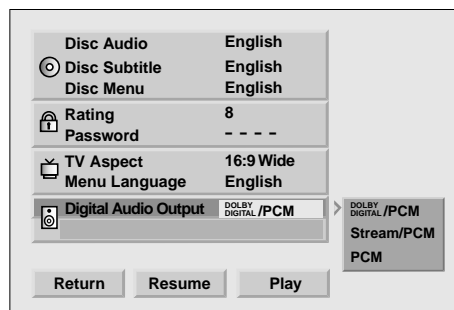 Disc Audio English
Disc Subtitle English
Disc Menu English
Rating 8
Password – – – –
TV Aspect 16:9 Wide
Menu Language English
Digital Audio Output DOLBY DIGITAL /PCM
DOLBY DIGITAL /PCM
Stream/PCM
PCM
Return Resume Play